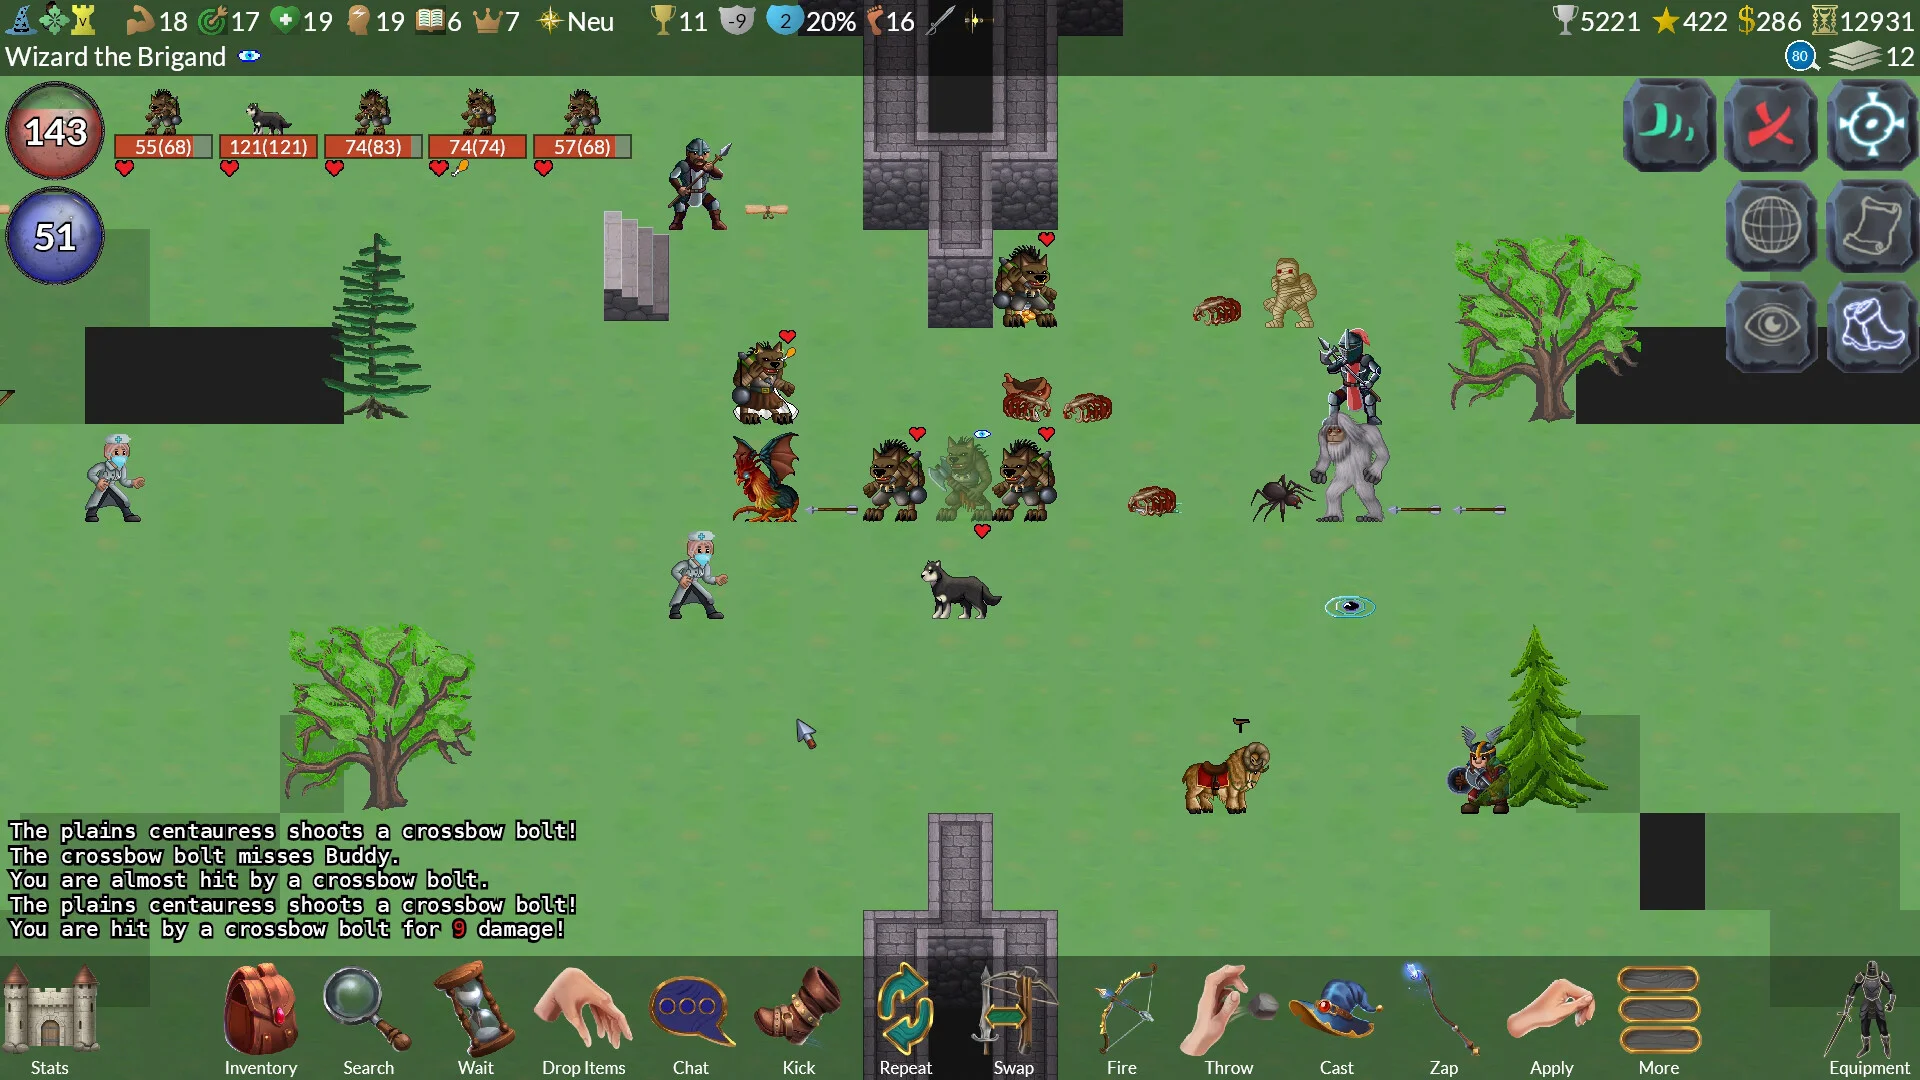 18 17 19 19 6 7 Neu 11 -9 2 20% 16 5221 422 $286 12931
V
Wizard the Brigand 80 12
143 55(68) 121(121) 74(83) 74(74) 57(68)
51
The plains centauress shoots a crossbow bolt!
The crossbow bolt misses Buddy.
You are almost hit by a crossbow bolt.
The plains centauress shoots a crossbow bolt!
You are hit by a crossbow bolt for 9 damage!
Stats Inventory Search Wait Drop Items Chat Kick Repeat Swap Fire Throw Cast Zap Apply More Equipment